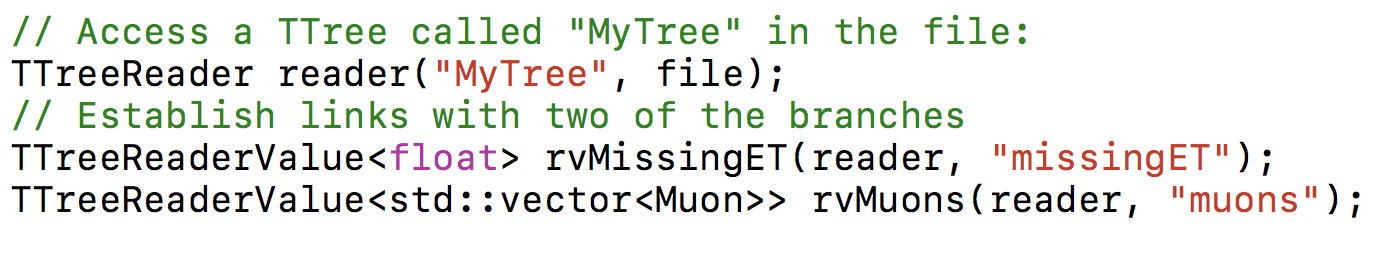 // Access a TTree called "MyTree" in the file:
TTreeReader reader("MyTree", file);
// Establish links with two of the branches
TTreeReaderValue<float> rvMissingET(reader, "missingET");
TTreeReaderValue<std::vector<Muon>> rvMuons(reader, "muons");